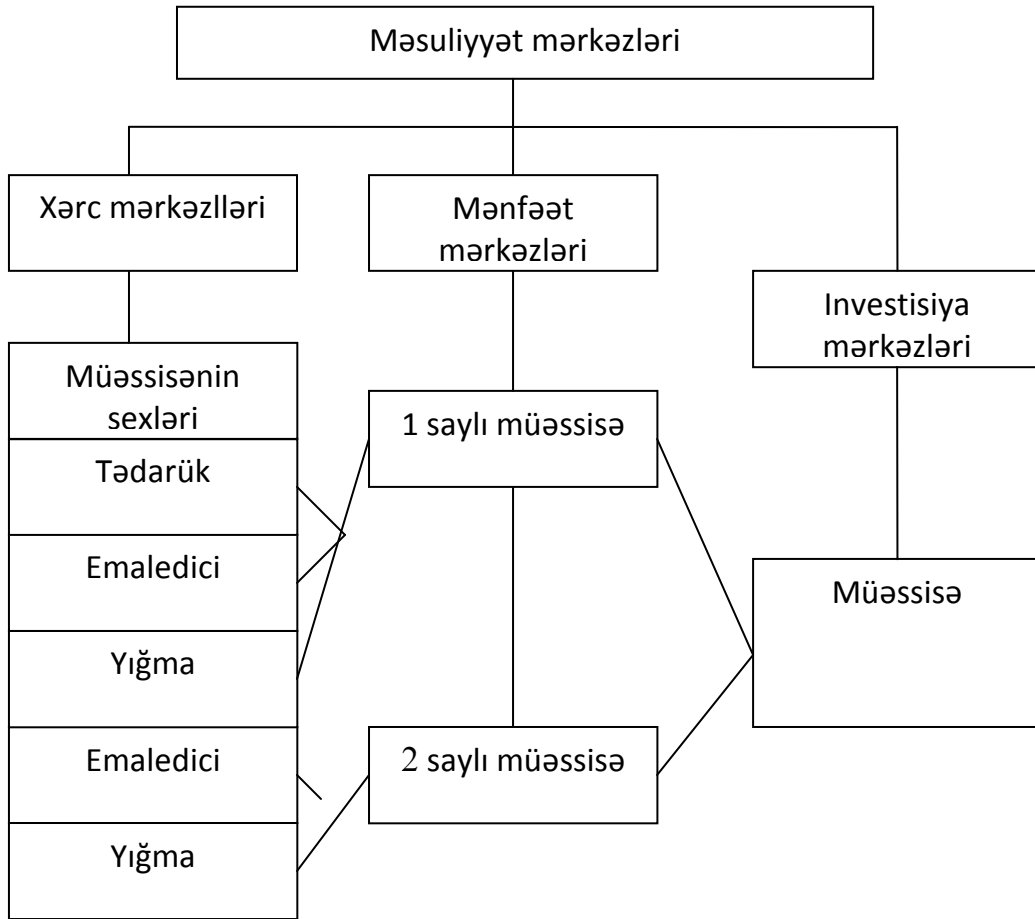 Məsuliyyət mərkəzləri
Xərc mərkəzlləri
Mənfəət
mərkəzləri
Investisiya
mərkəzləri
Müəssisənin
sexləri
Tədarük
Emaledici
Yığma
Emaledici
Yığma
1 saylı müəssisə
2 saylı müəssisə
Müəssisə